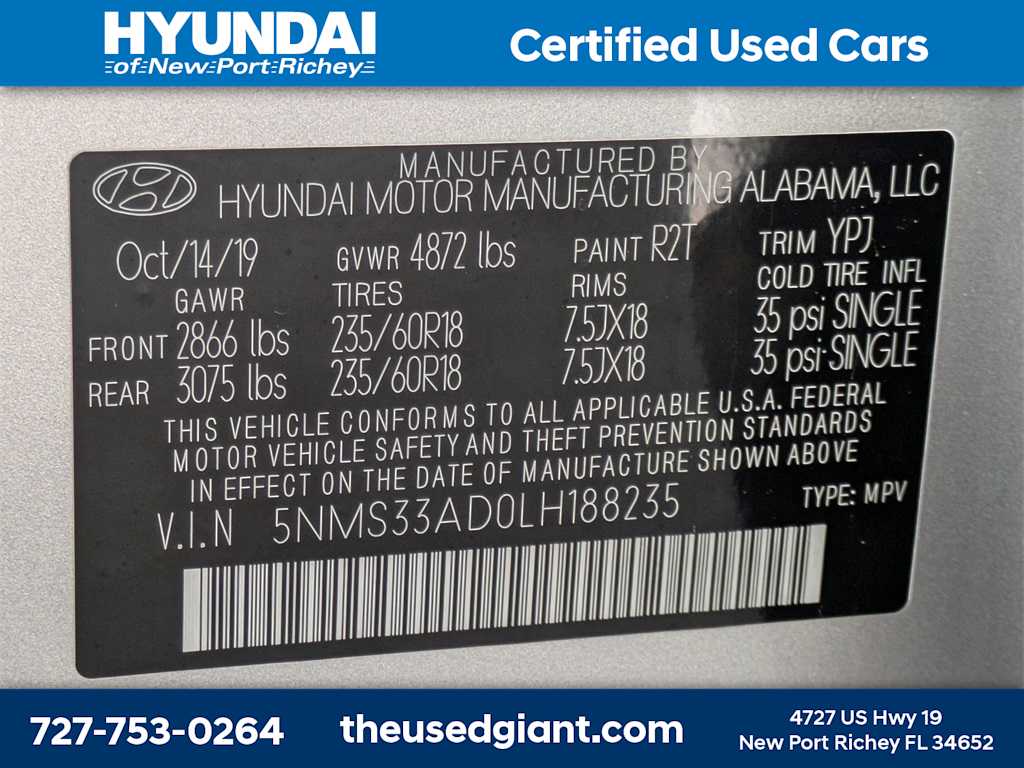 HYUNDAI
of New Port Richey
Certified Used Cars
MANUFACTURED BY
HYUNDAI MOTOR MANUFACTURING ALABAMA, LLC
Oct/14/19 GVWR 4872 lbs PAINT R2T TRIM YPJ
GAWR TIRES RIMS COLD TIRE INFL
FRONT 2866 lbs 235/60R18 7.5JX18 35 psi SINGLE
REAR 3075 lbs 235/60R18 7.5JX18 35 psi SINGLE
THIS VEHICLE CONFORMS TO ALL APPLICABLE U.S.A. FEDERAL
MOTOR VEHICLE SAFETY AND THEFT PREVENTION STANDARDS
IN EFFECT ON THE DATE OF MANUFACTURE SHOWN ABOVE
V.I.N 5NMS33AD0LH188235 TYPE: MPV
727-753-0264
theusedgiant.com
4727 US Hwy 19
New Port Richey FL 34652